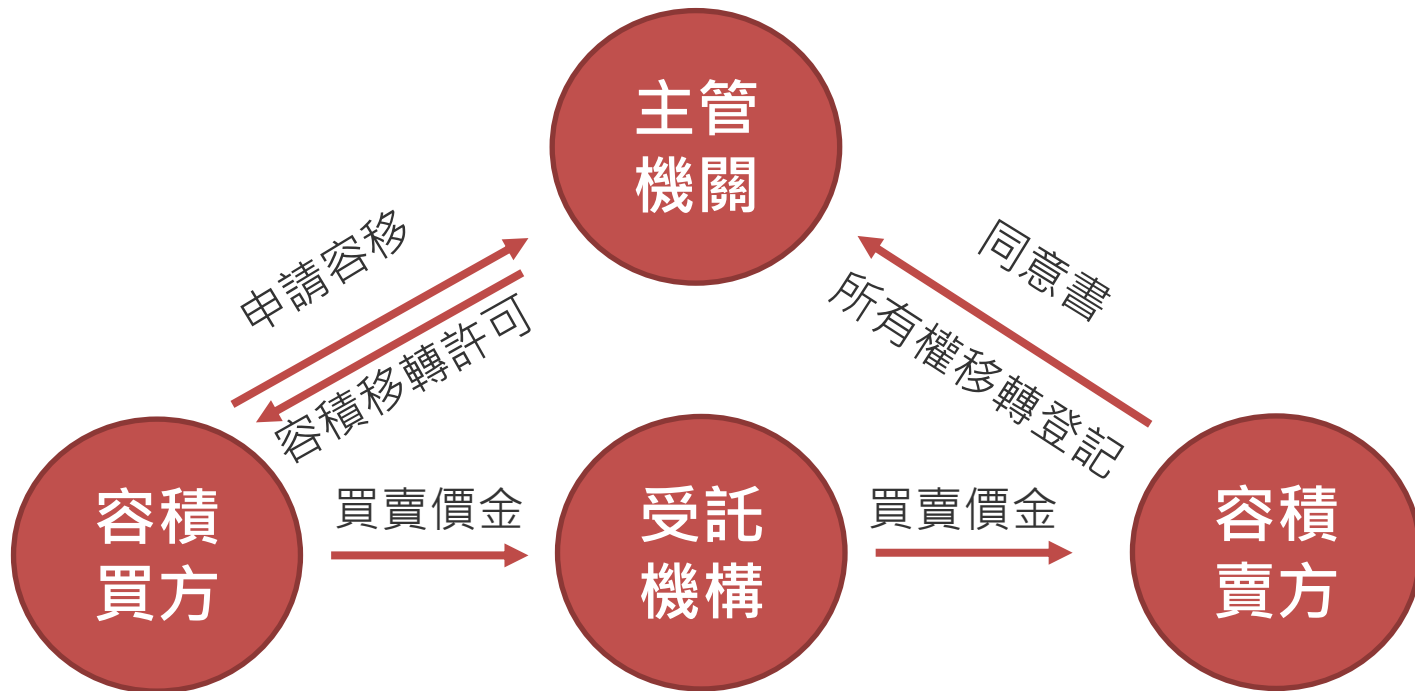 主管
機關
申請容移
容積移轉許可
同意書
所有權移轉登記
容積
買方
買賣價金
受託
機構
買賣價金
容積
賣方